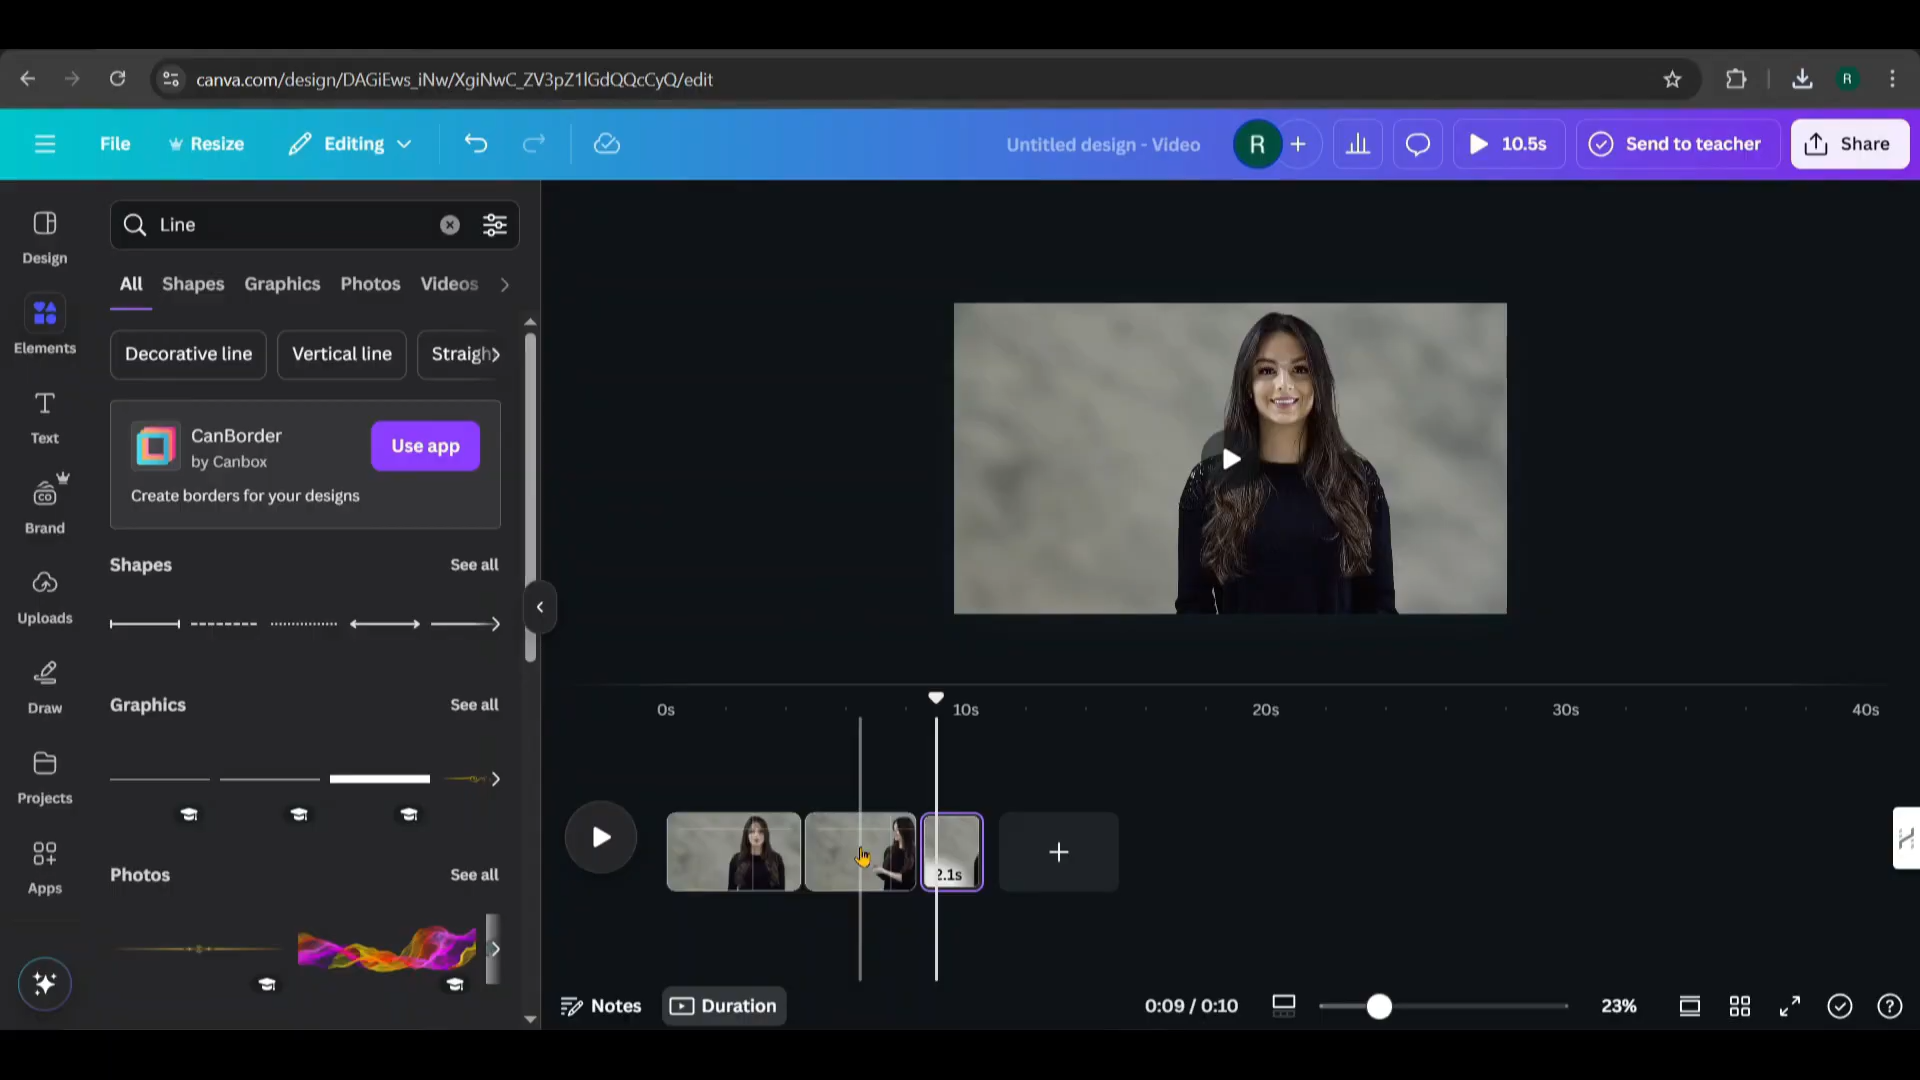 canva.com/design/DAGiEws_iNw/XgiNwC_ZV3pZ1lGdQQcCyQ/edit
R
File
Resize
Editing
Untitled design - Video
R
10.5s
Send to teacher
Share
Design
Elements
Text
Brand
CO
Uploads
Draw
Projects
Apps
Line
All
Shapes
Graphics
Photos
Videos
Decorative line
Vertical line
Straigh
CanBorder
by Canbox
Use app
Create borders for your designs
Shapes
See all
Graphics
See all
Photos
See all
0s
10s
20s
30s
40s
2.1s
Notes
Duration
0:09 / 0:10
23%